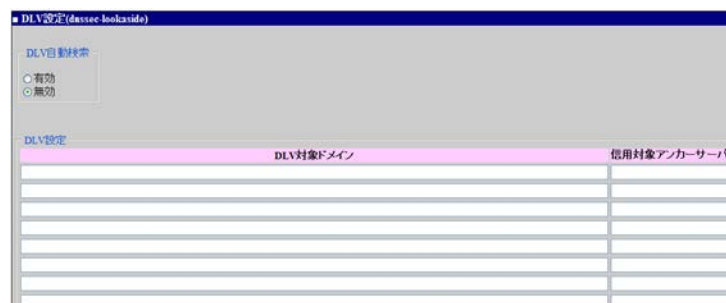 ■ DLV設定(dnssec-lookaside)
DLV自動検索
有効
無効
DLV設定
DLV対象ドメイン 信用対象アンカーサーバ